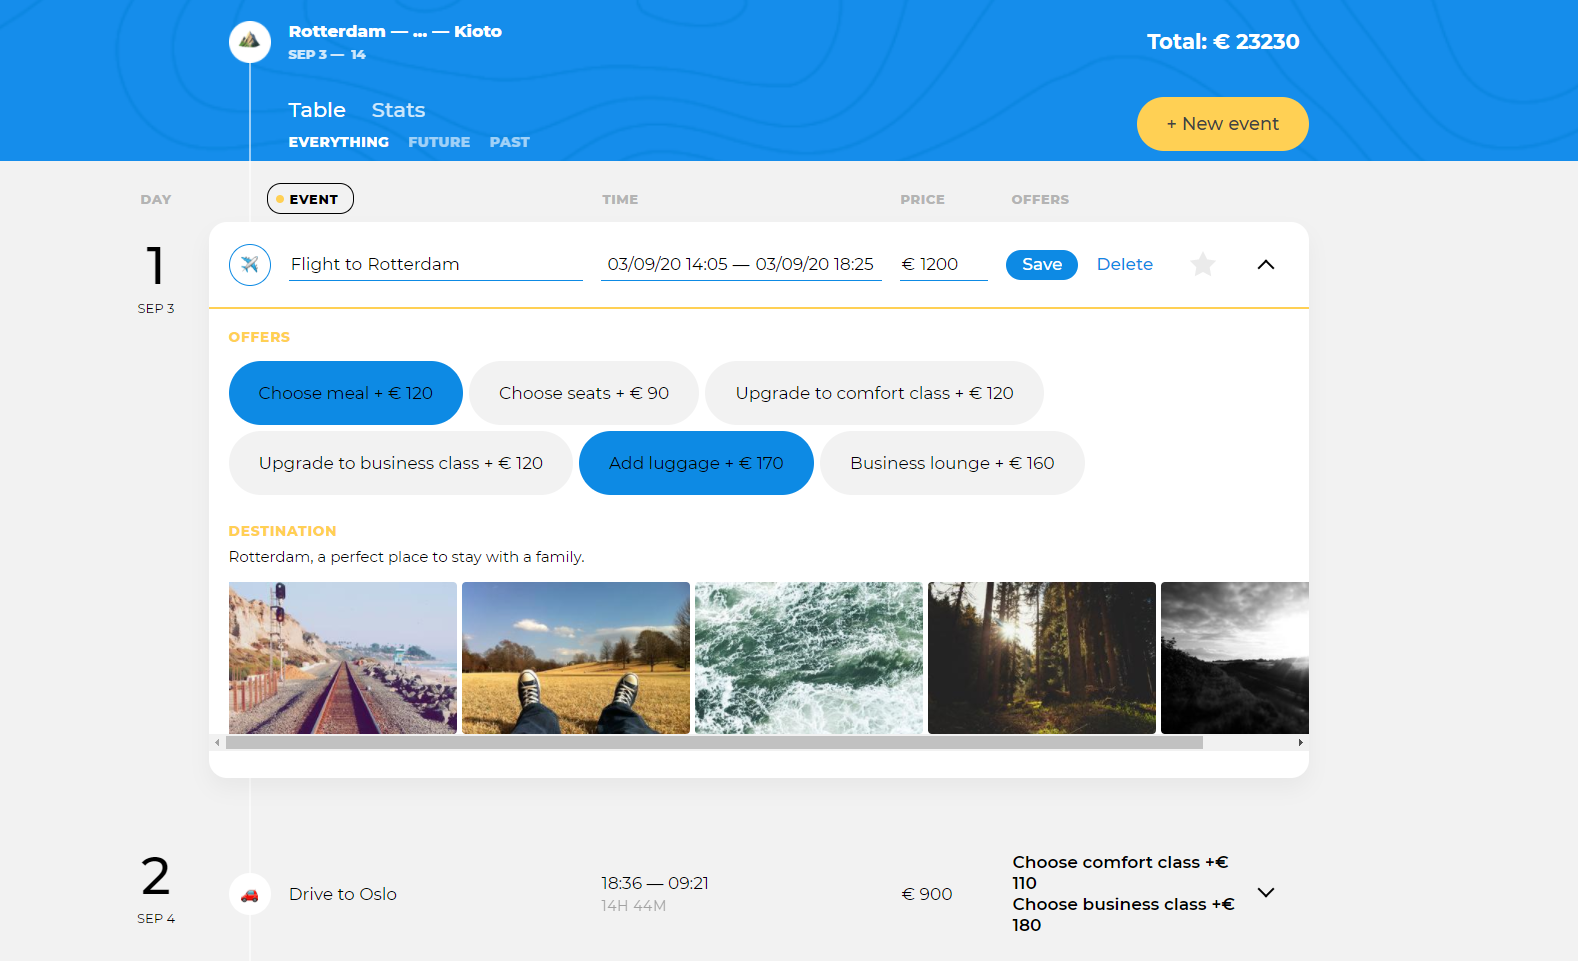 Rotterdam — ... — Kioto
SEP 3 — 14
Total: € 23230
Table Stats
EVERYTHING FUTURE PAST
+ New event
DAY EVENT TIME PRICE OFFERS
1
SEP 3
Flight to Rotterdam 03/09/20 14:05 — 03/09/20 18:25 € 1200 Save Delete
OFFERS
Choose meal + € 120 Choose seats + € 90 Upgrade to comfort class + € 120
Upgrade to business class + € 120 Add luggage + € 170 Business lounge + € 160
DESTINATION
Rotterdam, a perfect place to stay with a family.
2
SEP 4
Drive to Oslo
18:36 — 09:21
14H 44M
€ 900
Choose comfort class +€
110
Choose business class +€
180